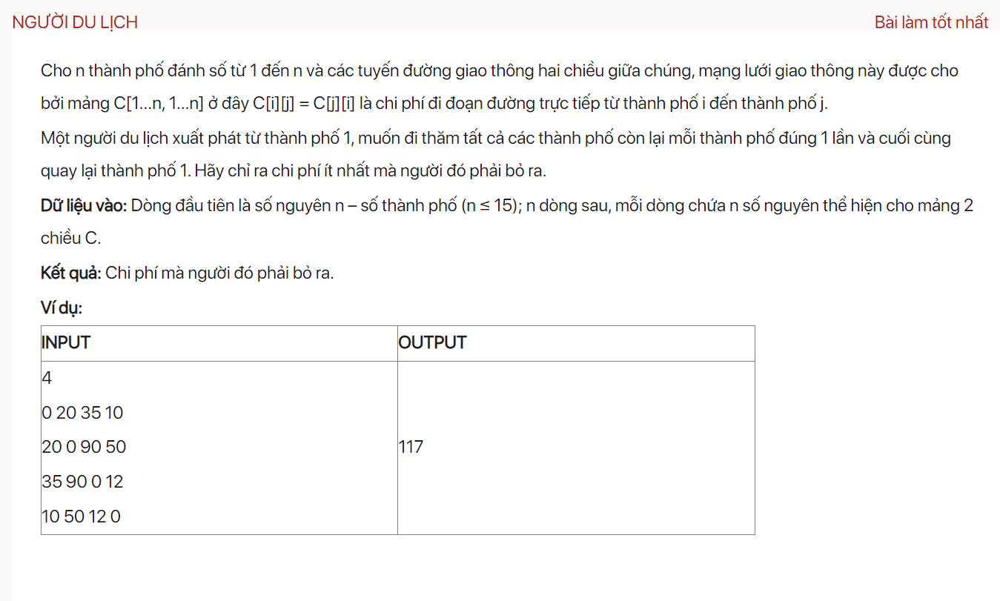 NGƯỜI DU LỊCH
Bài làm tốt nhất
Cho n thành phố đánh số từ 1 đến n và các tuyến đường giao thông hai chiều giữa chúng, mạng lưới giao thông này được cho
bởi mảng C[1...n, 1...n] ở đây C[i][j] = C[j][i] là chi phí đi đoạn đường trực tiếp từ thành phố i đến thành phố j.
Một người du lịch xuất phát từ thành phố 1, muốn đi thăm tất cả các thành phố còn lại mỗi thành phố đúng 1 lần và cuối cùng
quay lại thành phố 1. Hãy chỉ ra chi phí ít nhất mà người đó phải bỏ ra.
Dữ liệu vào: Dòng đầu tiên là số nguyên n – số thành phố (n ≤ 15); n dòng sau, mỗi dòng chứa n số nguyên thể hiện cho mảng 2
chiều C.
Kết quả: Chi phí mà người đó phải bỏ ra.
Ví dụ:
INPUT OUTPUT
4
0 20 35 10
20 0 90 50
117
35 90 0 12
10 50 12 0